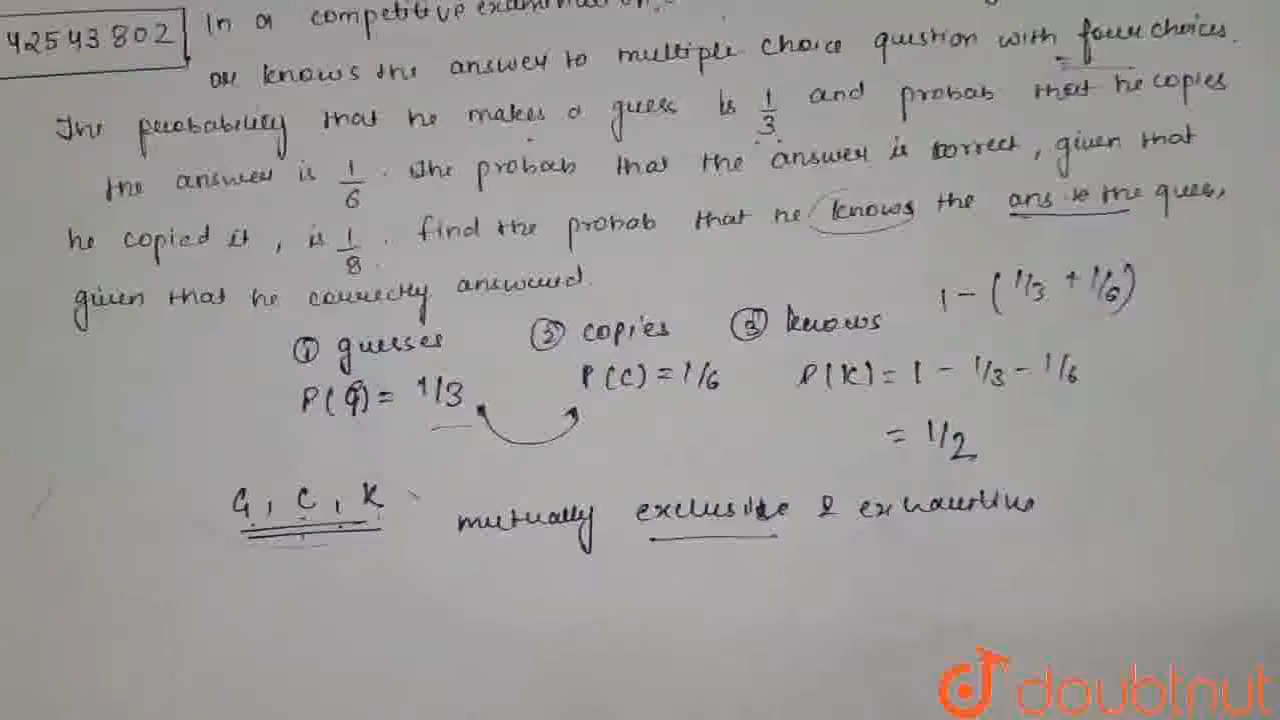 42543802
In a competitive
or knows the answer to multiple choice question with four choices.
The probability that he makes a guess is 1/3 and probab that he copies
the answer is 1/6. The probab that the answer is correct, given that
he copied it, is 1/8. find the probab that he knows the ans to the ques,
given that he correctly answered.
1 - (1/3 + 1/6)
① guesses ② copies ③ knows
P(G) = 1/3 P(C) = 1/6 P(K) = 1 - 1/3 - 1/6
= 1/2
G, C, K mutually exclusive & exhaustive
doubtnut